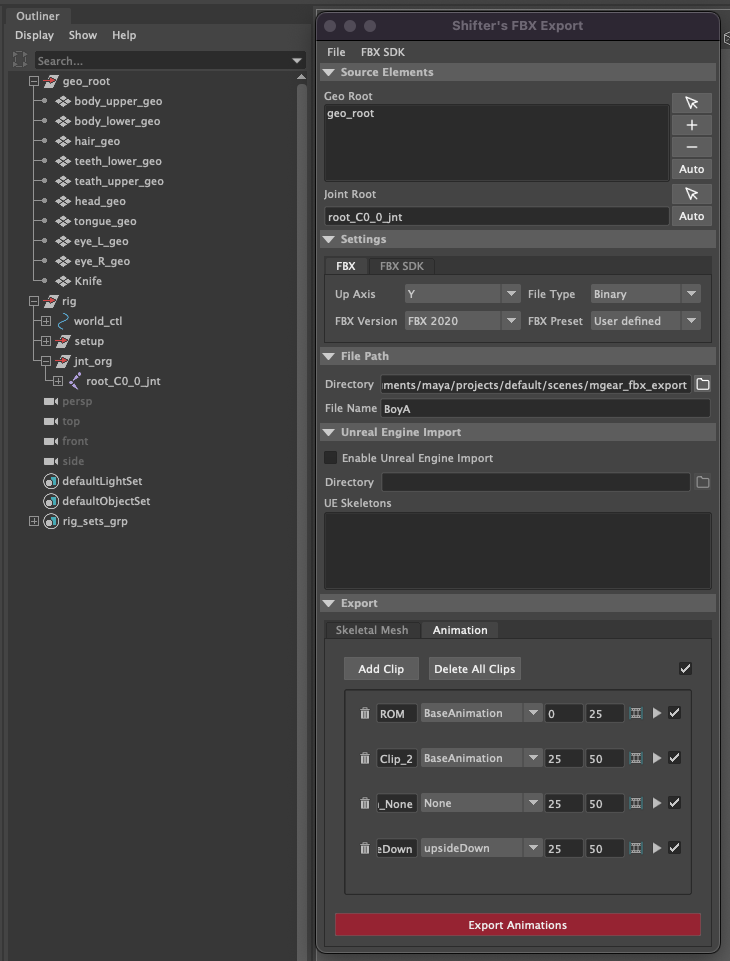 Outliner
Display Show Help
Search...
geo_root
body_upper_geo
body_lower_geo
hair_geo
teeth_lower_geo
teath_upper_geo
head_geo
tongue_geo
eye_L_geo
eye_R_geo
Knife
rig
world_ctl
setup
jnt_org
root_C0_0_jnt
persp
top
front
side
defaultLightSet
defaultObjectSet
rig_sets_grp
Shifter's FBX Export
File FBX SDK
Source Elements
Geo Root
geo_root
Auto
Joint Root
root_C0_0_jnt Auto
Settings
FBX FBX SDK
Up Axis Y File Type Binary
FBX Version FBX 2020 FBX Preset User defined
File Path
Directory ments/maya/projects/default/scenes/mgear_fbx_export
File Name BoyA
Unreal Engine Import
Enable Unreal Engine Import
Directory
UE Skeletons
Export
Skeletal Mesh Animation
Add Clip Delete All Clips
ROM BaseAnimation 0 25
Clip_2 BaseAnimation 25 50
_None None 25 50
eDown upsideDown 25 50
Export Animations